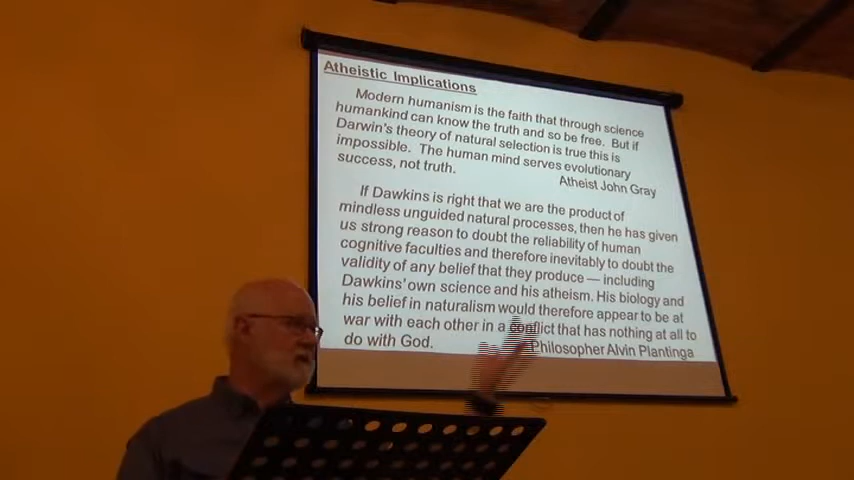 Atheistic Implications
Modern humanism is the faith that through science
humankind can know the truth and so be free. But if
Darwin's theory of natural selection is true this is
impossible. The human mind serves evolutionary
success, not truth.
Atheist John Gray
If Dawkins is right that we are the product of
mindless unguided natural processes, then he has given
us strong reason to doubt the reliability of human
cognitive faculties and therefore inevitably to doubt the
validity of any belief that they produce — including
Dawkins' own science and his atheism. His biology and
his belief in naturalism would therefore appear to be at
war with each other in a conflict that has nothing at all to
do with God.
Philosopher Alvin Plantinga